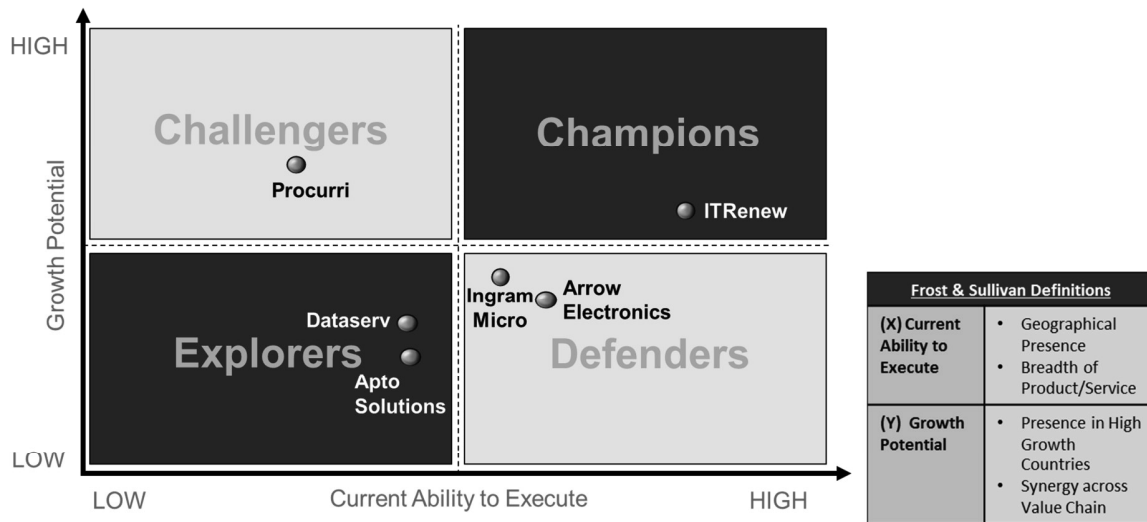 HIGH
Challengers
Champions
Procurri
ITRenew
Growth Potential
Ingram
Micro
Arrow
Electronics
Dataserv
Explorers
Defenders
Apto
Solutions
LOW
LOW
Current Ability to Execute
HIGH
Frost & Sullivan Definitions
(X) Current
Ability to
Execute
• Geographical
Presence
• Breadth of
Product/Service
(Y) Growth
Potential
• Presence in High
Growth
Countries
• Synergy across
Value Chain